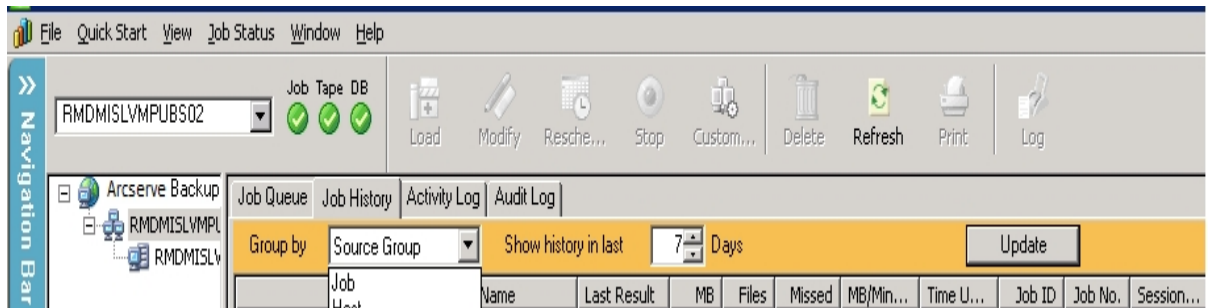 File Quick Start View Job Status Window Help
Navigation Bar
RMDMISLVMPUBS02
Job Tape DB
Load Modify Resche... Stop Custom... Delete Refresh Print Log
Arcserve Backup
RMDMISLVMPU
RMDMISLV
Job Queue Job History Activity Log Audit Log
Group by Source Group Show history in last 7 Days Update
Job
Host
Name Last Result MB Files Missed MB/Min... Time U... Job ID Job No. Session...